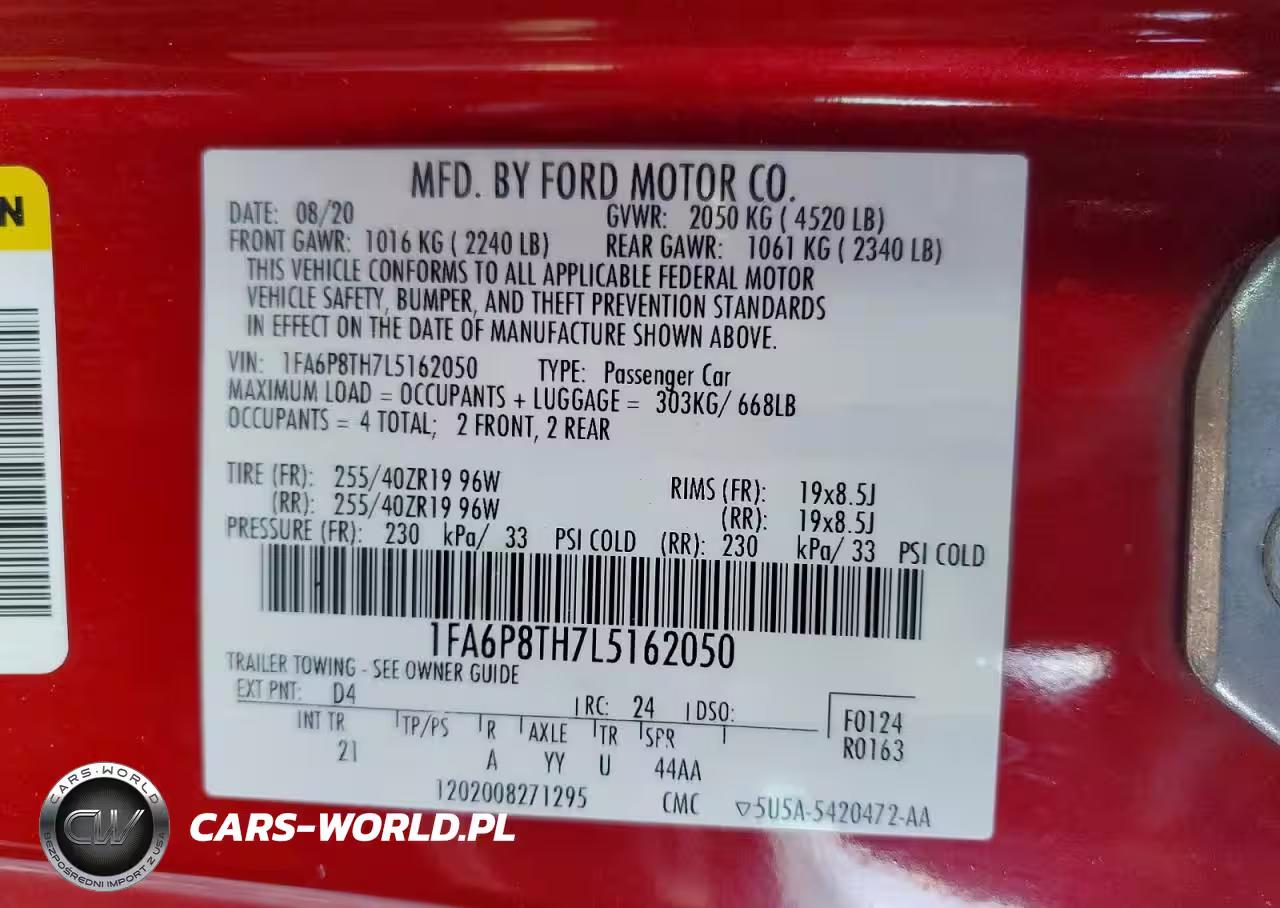 N
MFD. BY FORD MOTOR CO.
DATE: 08/20 GVWR: 2050 KG ( 4520 LB)
FRONT GAWR: 1016 KG ( 2240 LB) REAR GAWR: 1061 KG ( 2340 LB)
THIS VEHICLE CONFORMS TO ALL APPLICABLE FEDERAL MOTOR
VEHICLE SAFETY, BUMPER, AND THEFT PREVENTION STANDARDS
IN EFFECT ON THE DATE OF MANUFACTURE SHOWN ABOVE.
VIN: 1FA6P8TH7L5162050 TYPE: Passenger Car
MAXIMUM LOAD = OCCUPANTS + LUGGAGE = 303KG/ 668LB
OCCUPANTS = 4 TOTAL; 2 FRONT, 2 REAR
TIRE (FR): 255/40ZR19 96W RIMS (FR): 19x8.5J
(RR): 255/40ZR19 96W (RR): 19x8.5J
PRESSURE (FR): 230 kPa/ 33 PSI COLD (RR): 230 kPa/ 33 PSI COLD
1FA6P8TH7L5162050
TRAILER TOWING - SEE OWNER GUIDE
EXT PNT: D4 RC: 24 DSO:
INT TR TP/PS R AXLE TR SPR F0124
21 A YY U 44AA R0163
1202008271295 CMC ▽5U5A-5420472-AA
CARS-WORLD
CW
BEZPOŚREDNI IMPORT Z USA
CARS-WORLD.PL